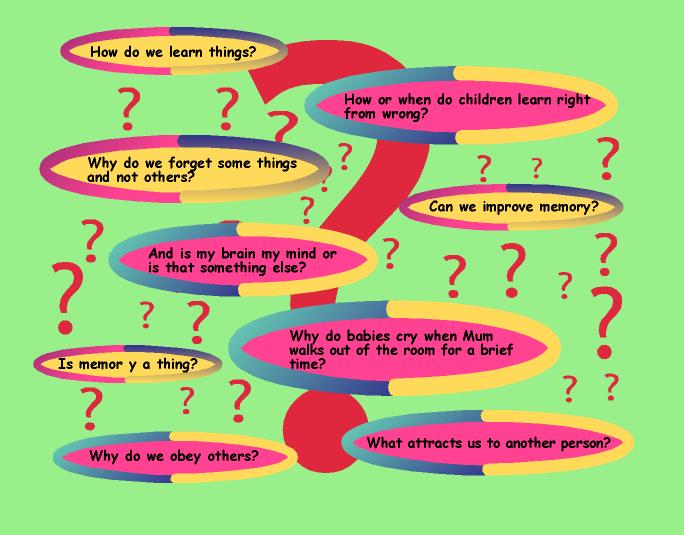 How do we learn things?
How or when do children learn right
from wrong?
Why do we forget some things
and not others?
Can we improve memory?
And is my brain my mind or
is that something else?
Why do babies cry when Mum
walks out of the room for a brief
time?
Is memor y a thing?
What attracts us to another person?
Why do we obey others?